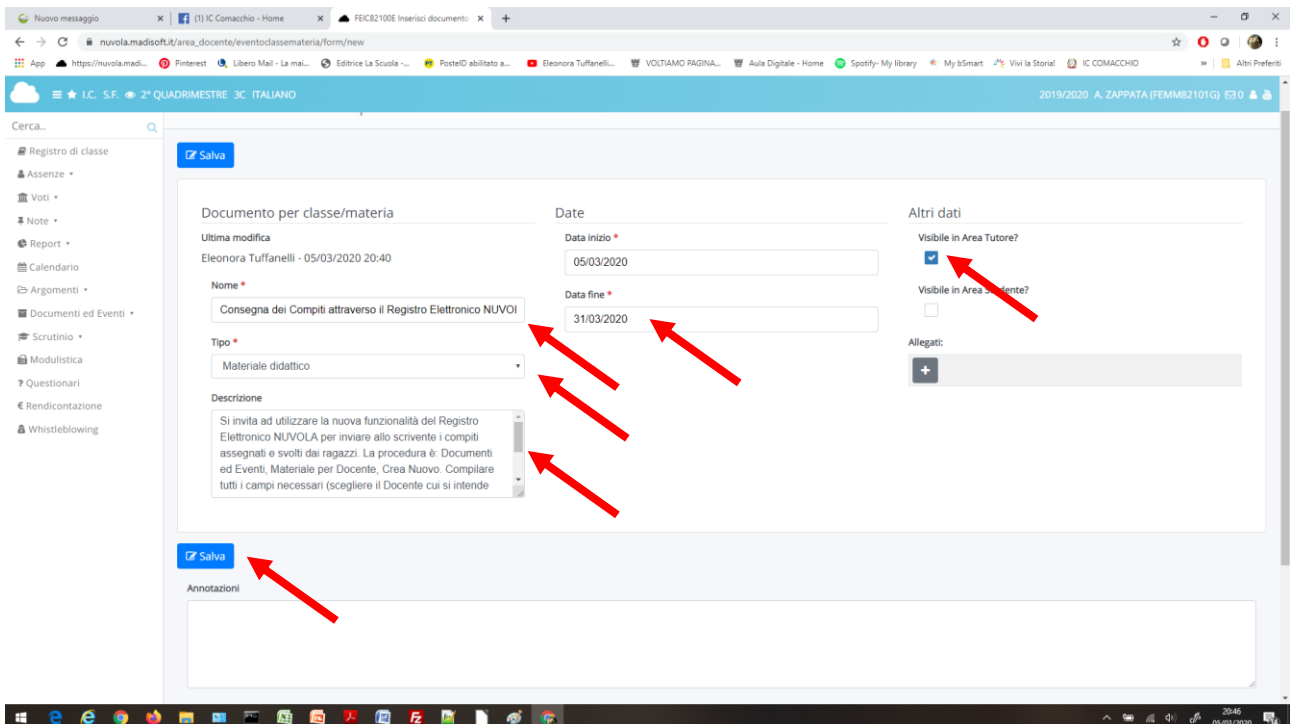 Nuovo messaggio
(1) IC Comacchio - Home
FEIC82100E Inserisci documento
nuvola.madisoft.it/area_docente/eventoclassemateria/form/new
App https://nuvola.madi... Pinterest Libero Mail - La mai... Editrice La Scuola -... PosteID abilitato a... Eleonora Tuffanelli... VOLTIAMO PAGINA... Aula Digitale - Home Spotify- My library My bSmart Vivi la Storia! IC COMACCHIO » Altri Preferiti
I.C. S.F. 2° QUADRIMESTRE 3C ITALIANO
2019/2020 A. ZAPPATA (FEMM82101G) 0
Cerca..
Registro di classe
Assenze
Voti
Note
Report
Calendario
Argomenti
Documenti ed Eventi
Scrutinio
Modulistica
? Questionari
€ Rendicontazione
Whistleblowing
Salva
Documento per classe/materia
Ultima modifica
Eleonora Tuffanelli - 05/03/2020 20:40
Nome *
Consegna dei Compiti attraverso il Registro Elettronico NUVOI
Tipo *
Materiale didattico
Descrizione
Si invita ad utilizzare la nuova funzionalità del Registro
Elettronico NUVOLA per inviare allo scrivente i compiti
assegnati e svolti dai ragazzi. La procedura è: Documenti
ed Eventi, Materiale per Docente, Crea Nuovo. Compilare
tutti i campi necessari (scegliere il Docente cui si intende
Date
Data inizio *
05/03/2020
Data fine *
31/03/2020
Altri dati
Visibile in Area Tutore?
Visibile in Area Studente?
Allegati:
+
Salva
Annotazioni
20:46
05/03/2020